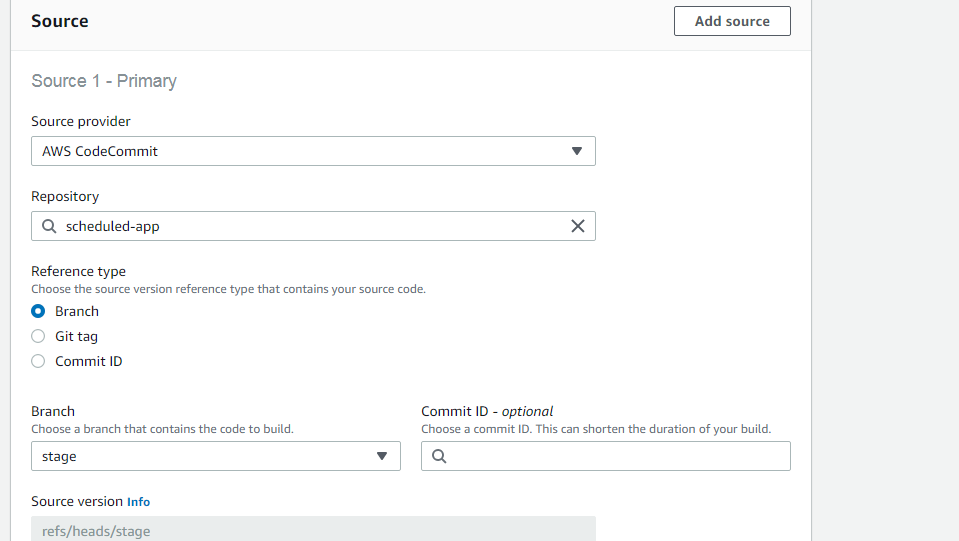 Source
Add source
Source 1 - Primary
Source provider
AWS CodeCommit
Repository
scheduled-app
Reference type
Choose the source version reference type that contains your source code.
Branch
Git tag
Commit ID
Branch
Choose a branch that contains the code to build.
stage
Commit ID - optional
Choose a commit ID. This can shorten the duration of your build.
Source version Info
refs/heads/stage